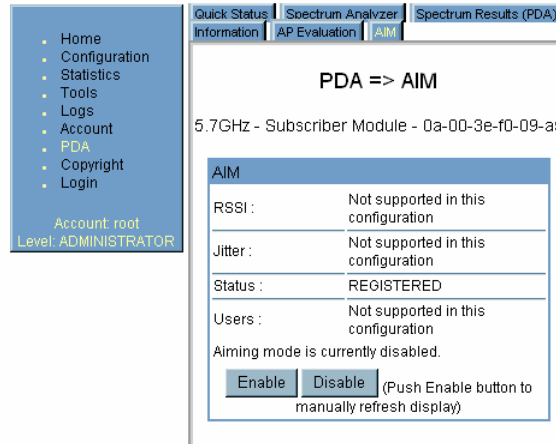 Home
Configuration
Statistics
Tools
Logs
Account
PDA
Copyright
Login
Account: root
Level: ADMINISTRATOR
Quick Status Spectrum Analyzer Spectrum Results (PDA)
Information AP Evaluation AIM
PDA => AIM
5.7GHz - Subscriber Module - 0a-00-3e-f0-09-a
AIM
RSSI : Not supported in this
configuration
Jitter : Not supported in this
configuration
Status : REGISTERED
Users : Not supported in this
configuration
Aiming mode is currently disabled.
Enable Disable (Push Enable button to
manually refresh display)